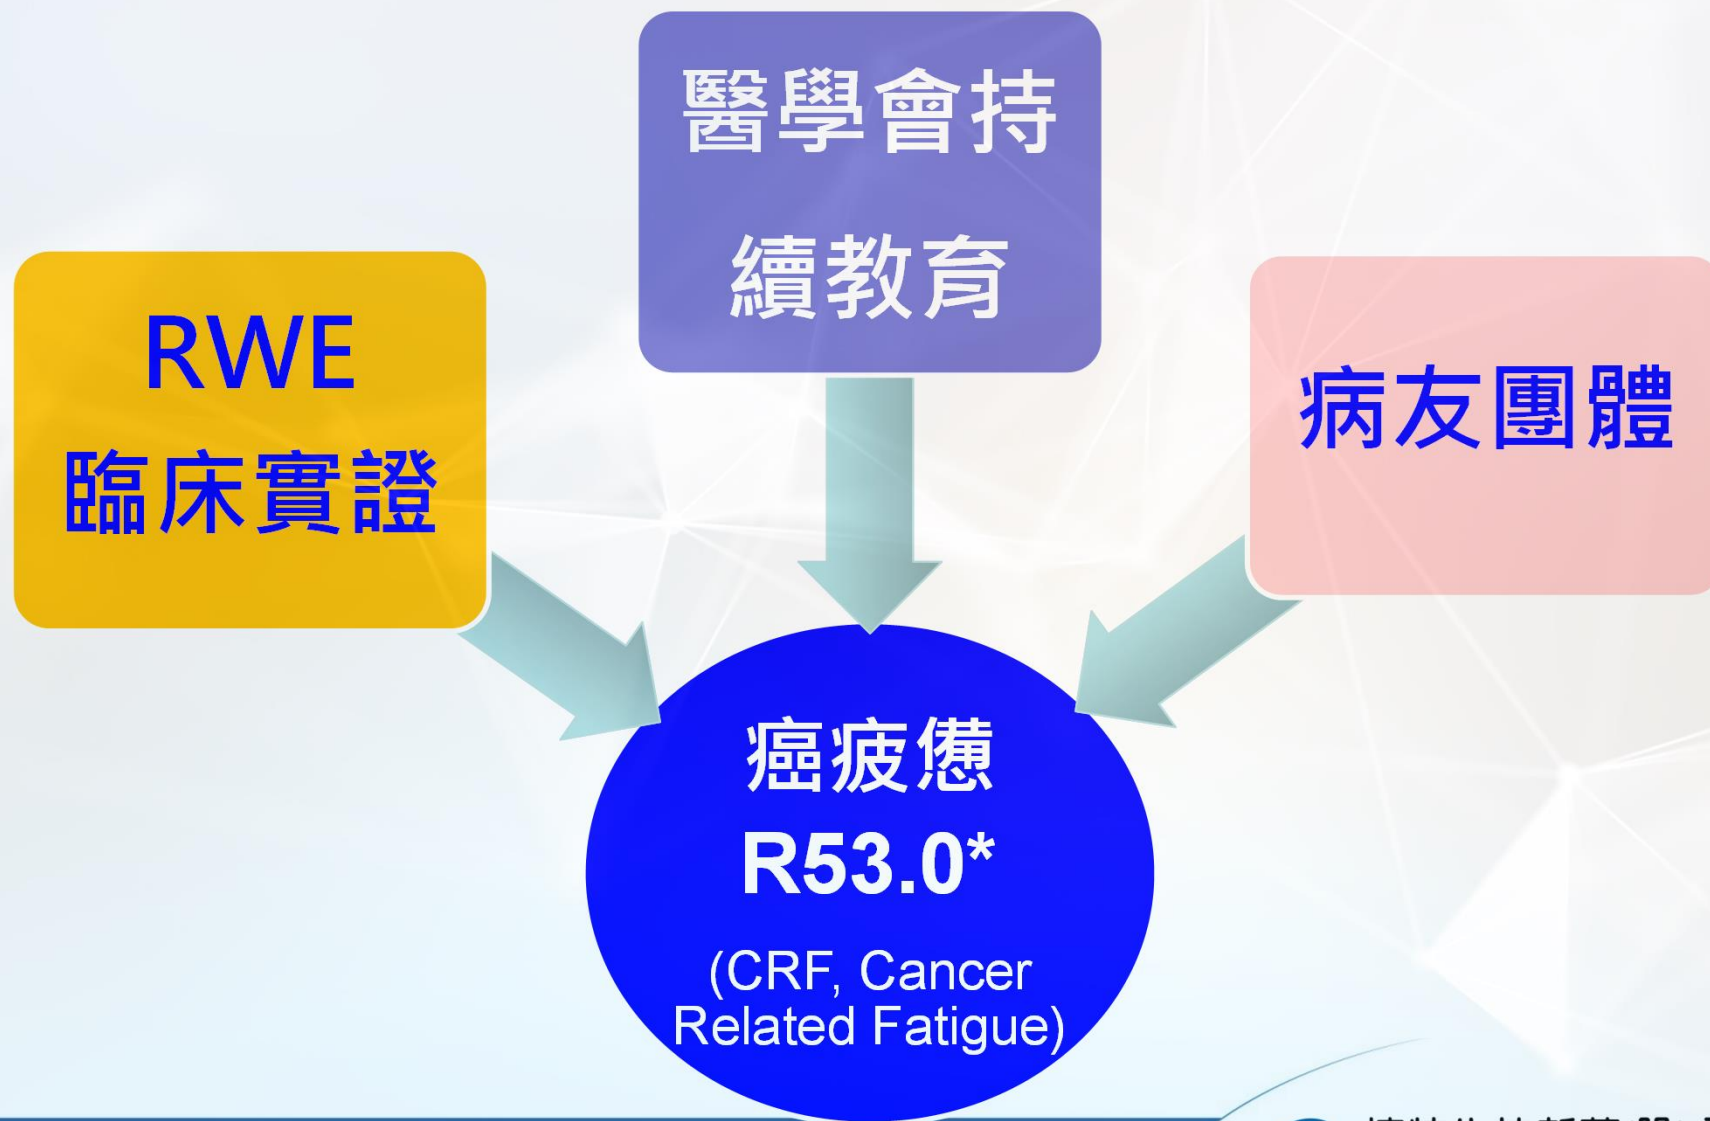 醫學會持
續教育
RWE
臨床實證
病友團體
癌疲憊
R53.0*
(CRF, Cancer
Related Fatigue)